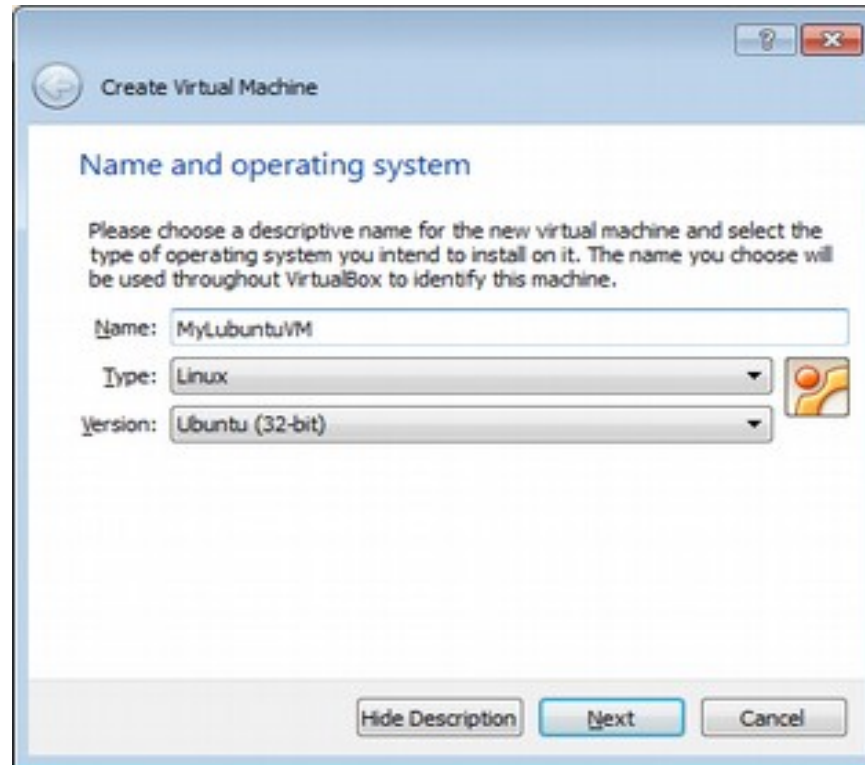 Create Virtual Machine
Name and operating system
Please choose a descriptive name for the new virtual machine and select the
type of operating system you intend to install on it. The name you choose will
be used throughout VirtualBox to identify this machine.
Name: MyLubuntuVM
Type: Linux
Version: Ubuntu (32-bit)
Hide Description Next Cancel